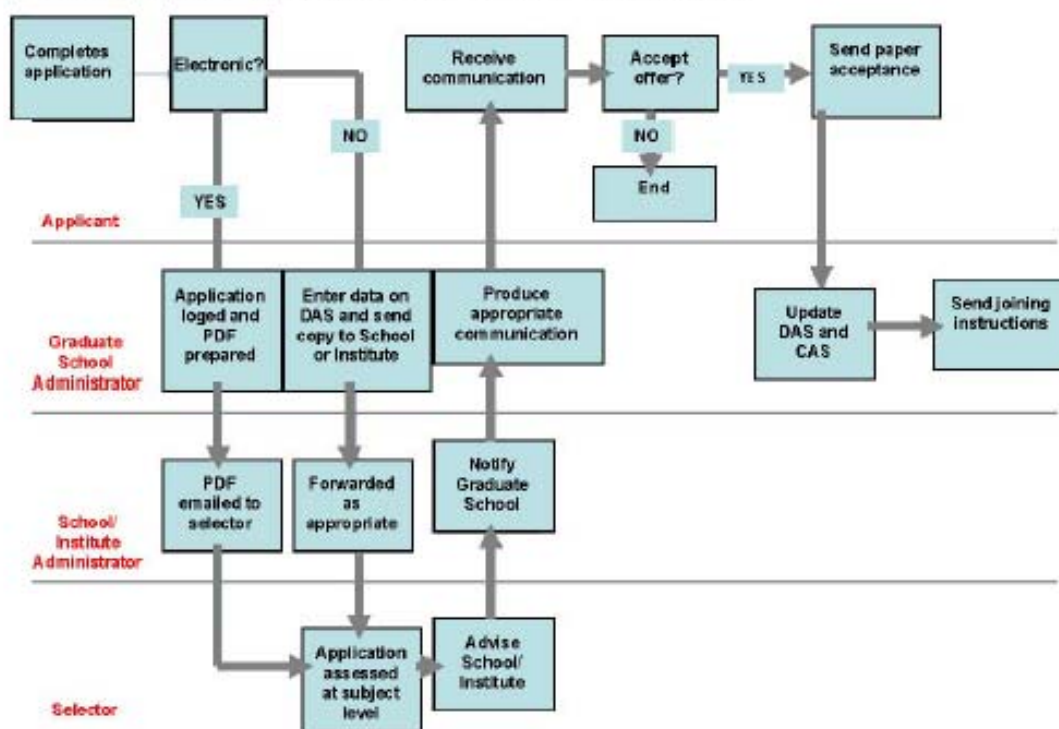 Completes
application
Electronic?
Receive
communication
Accept
offer?
YES
Send paper
acceptance
NO
NO
End
YES
Applicant
Application
loged and
PDF
prepared
Enter data on
DAS and send
copy to School
or Institute
Produce
appropriate
communication
Update
DAS and
CAS
Send joining
instructions
Graduate
School
Administrator
PDF
emailed to
selector
Forwarded
as
appropriate
Notify
Graduate
School
School/
Institute
Administrator
Application
assessed
at subject
level
Advise
School/
Institute
Selector